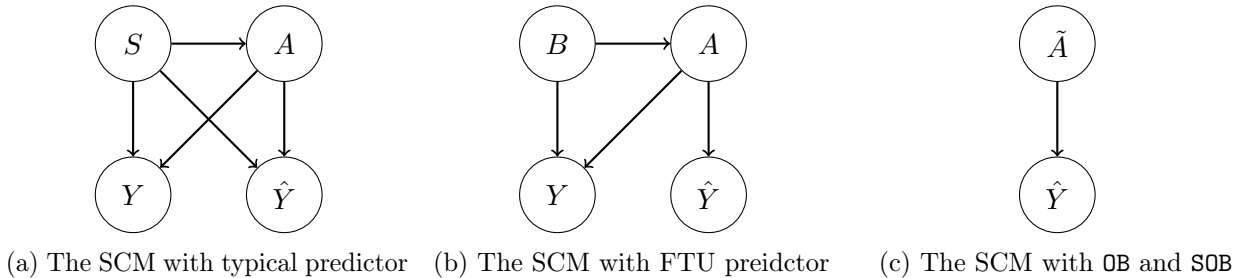 S A B A Ã
Y Ŷ Y Ŷ Ŷ
(a) The SCM with typical predictor (b) The SCM with FTU preidctor (c) The SCM with OB and SOB